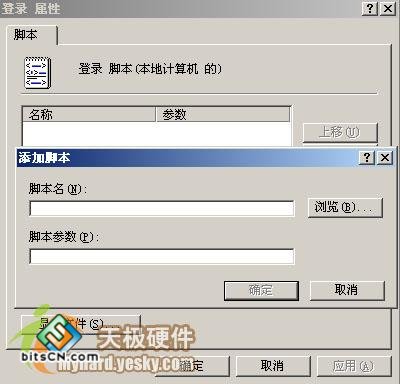 登录 属性
脚本
登录 脚本(本地计算机 的)
名称 参数
上移(U)
添加脚本
脚本名(N):
浏览(B)...
脚本参数(P):
确定 取消
件(S)...
天极硬件
bitsCN.com
myhard.yesky.com
确定 取消 应用(A)